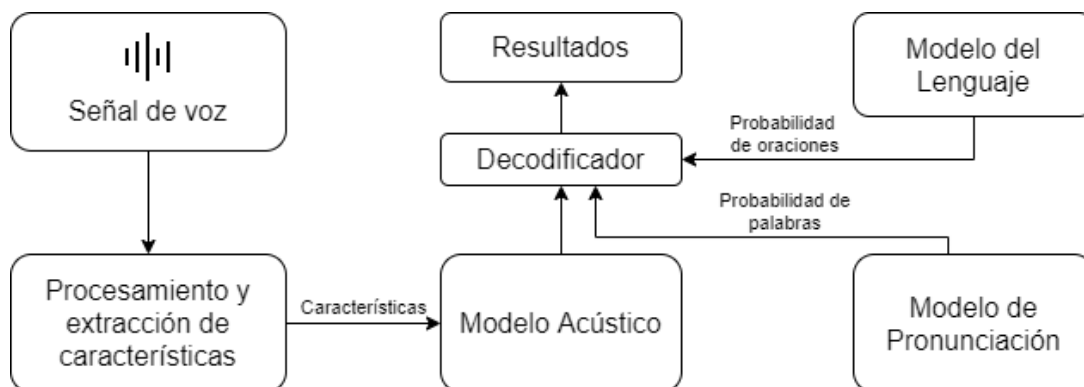 Señal de voz
Resultados
Modelo del
Lenguaje
Probabilidad
de oraciones
Decodificador
Probabilidad de
palabras
Procesamiento y
extracción de
características
Características
Modelo Acústico
Modelo de
Pronunciación